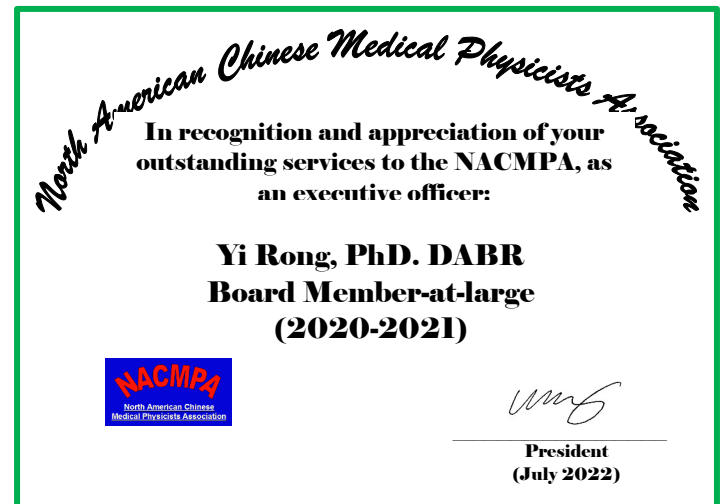 North American Chinese Medical Physicists Association
In recognition and appreciation of your
outstanding services to the NACMPA, as
an executive officer:
Yi Rong, PhD. DABR
Board Member-at-large
(2020-2021)
NACMPA
North American Chinese
Medical Physicists Association
President
(July 2022)